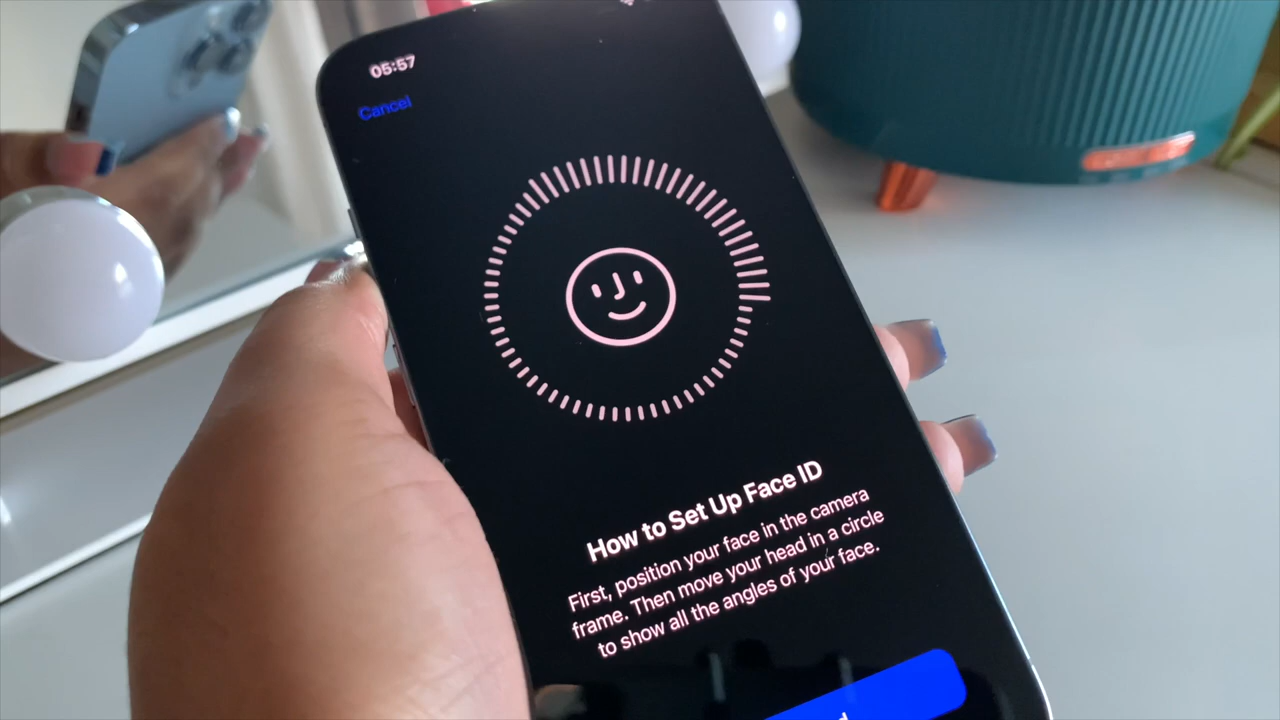 05:57
Cancel
How to Set Up Face ID
First, position your face in the camera
frame. Then move your head in a circle
to show all the angles of your face.